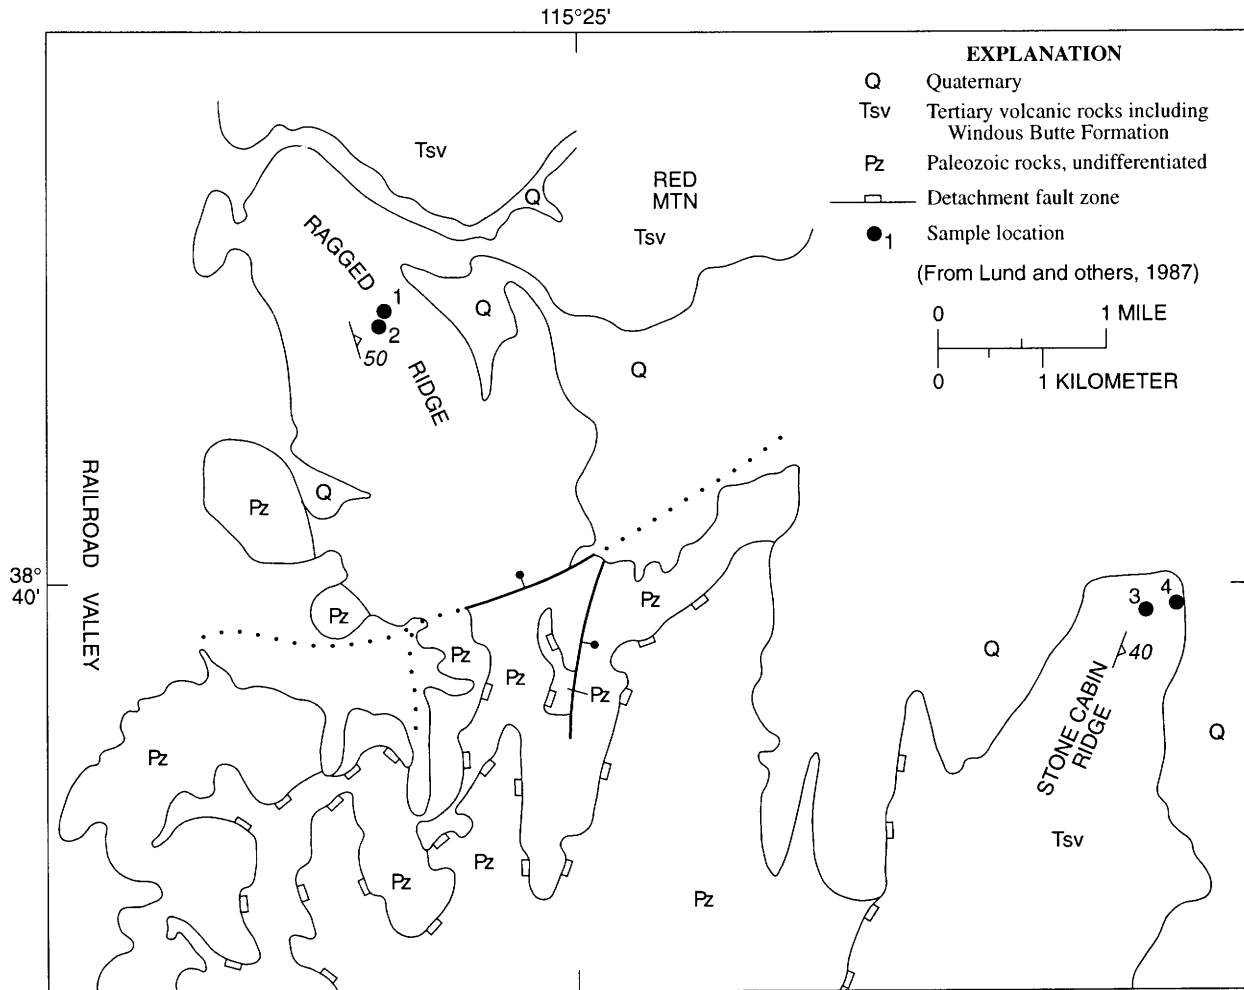 115°25'
EXPLANATION
Q Quaternary
Tsv Tertiary volcanic rocks including
Windous Butte Formation
Pz Paleozoic rocks, undifferentiated
Detachment fault zone
1 Sample location
(From Lund and others, 1987)
0 1 MILE
0 1 KILOMETER
Tsv
RED
MTN
Tsv
Q
RAGGED
RIDGE
1
2
50
Q
Q
Q
Pz
RAILROAD VALLEY
38°
40'
Pz
Pz
Pz
Pz
Pz
Pz
Pz
Pz
Pz
3
4
40
Q
STONE CABIN
RIDGE
Q
Tsv